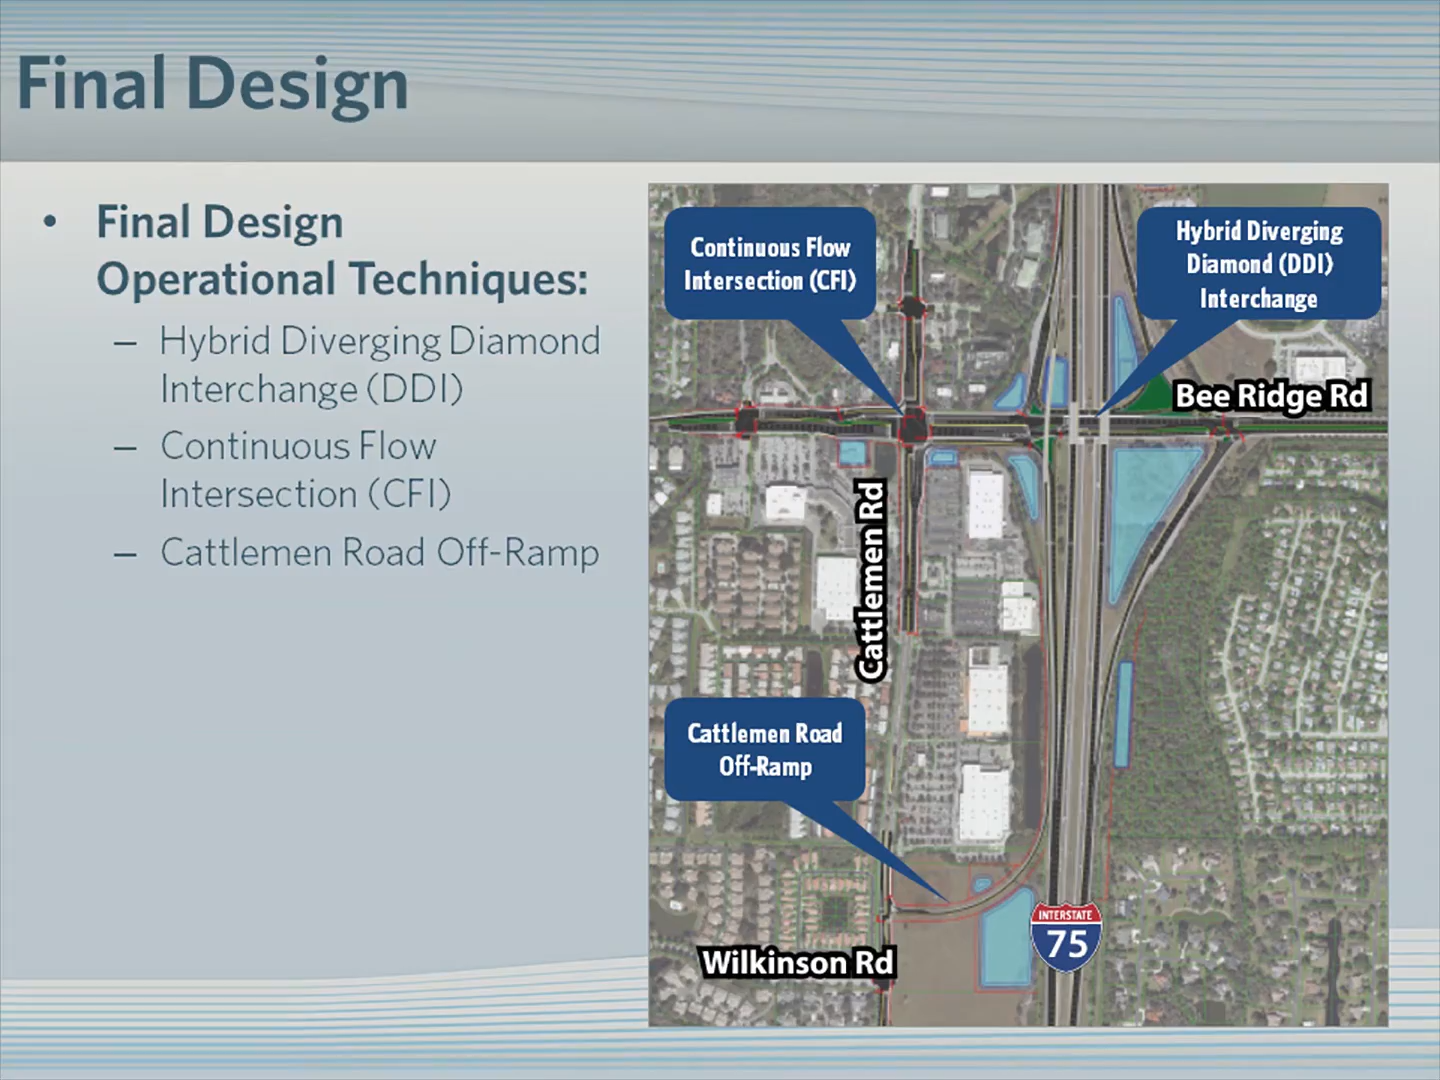 Final Design
• Final Design
Operational Techniques:
– Hybrid Diverging Diamond
Interchange (DDI)
– Continuous Flow
Intersection (CFI)
– Cattlemen Road Off-Ramp
Continuous Flow
Intersection (CFI)
Hybrid Diverging
Diamond (DDI)
Interchange
Bee Ridge Rd
Cattlemen Rd
Cattlemen Road
Off-Ramp
INTERSTATE
75
Wilkinson Rd